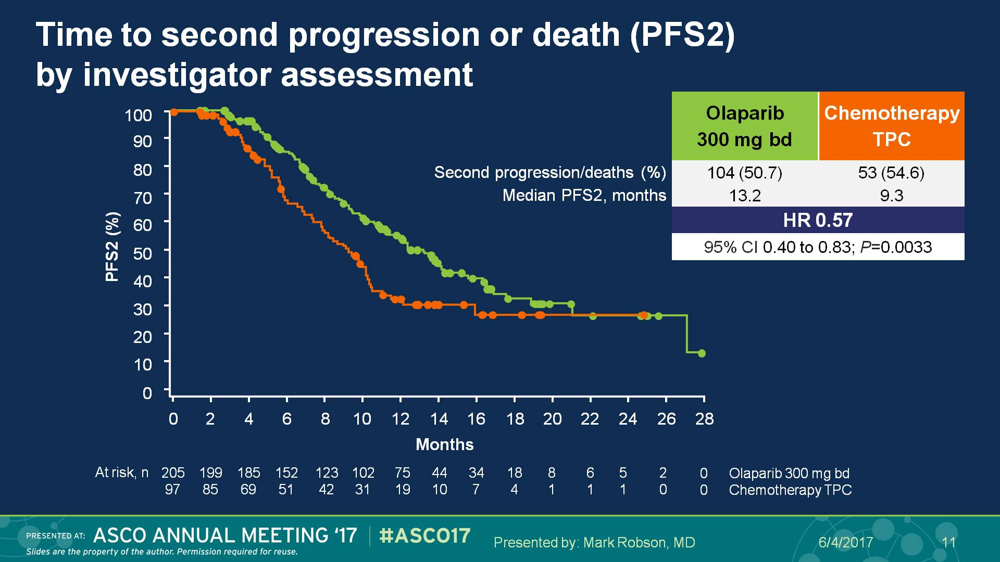 Time to second progression or death (PFS2)
by investigator assessment
Olaparib
300 mg bd
Chemotherapy
TPC
Second progression/deaths (%) 104 (50.7) 53 (54.6)
Median PFS2, months 13.2 9.3
HR 0.57
95% CI 0.40 to 0.83; P=0.0033
PFS2 (%)
100
90
80
70
60
50
40
30
20
10
0
0 2 4 6 8 10 12 14 16 18 20 22 24 26 28
Months
At risk, n 205 199 185 152 123 102 75 44 34 18 8 6 5 2 0 Olaparib 300 mg bd
97 85 69 51 42 31 19 10 7 4 1 1 1 0 0 Chemotherapy TPC
PRESENTED AT: ASCO ANNUAL MEETING ‘17 #ASCO17
Slides are the property of the author. Permission required for reuse.
Presented by: Mark Robson, MD
6/4/2017
11